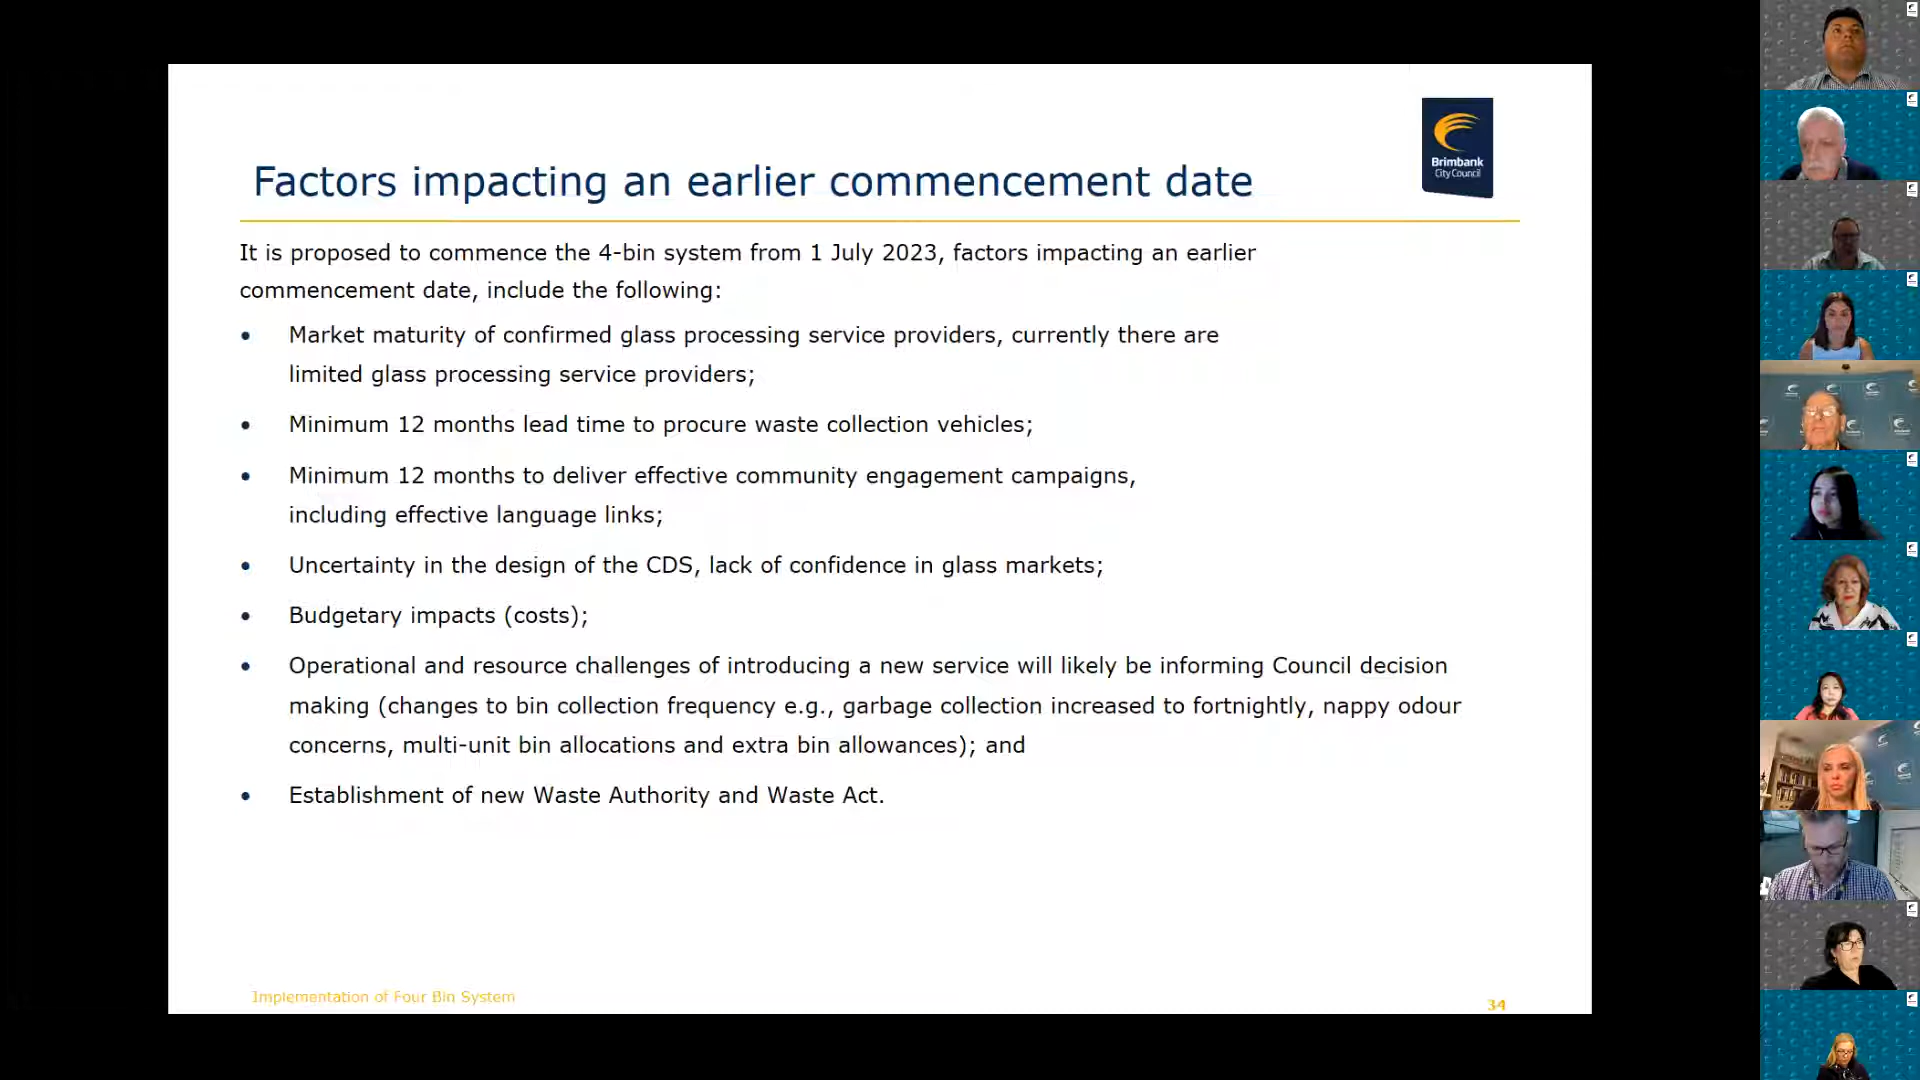 Brimbank
City Council
Factors impacting an earlier commencement date
It is proposed to commence the 4-bin system from 1 July 2023, factors impacting an earlier
commencement date, include the following:
• Market maturity of confirmed glass processing service providers, currently there are
limited glass processing service providers;
• Minimum 12 months lead time to procure waste collection vehicles;
• Minimum 12 months to deliver effective community engagement campaigns,
including effective language links;
• Uncertainty in the design of the CDS, lack of confidence in glass markets;
• Budgetary impacts (costs);
• Operational and resource challenges of introducing a new service will likely be informing Council decision
making (changes to bin collection frequency e.g., garbage collection increased to fortnightly, nappy odour
concerns, multi-unit bin allocations and extra bin allowances); and
• Establishment of new Waste Authority and Waste Act.
Implementation of Four Bin System
34